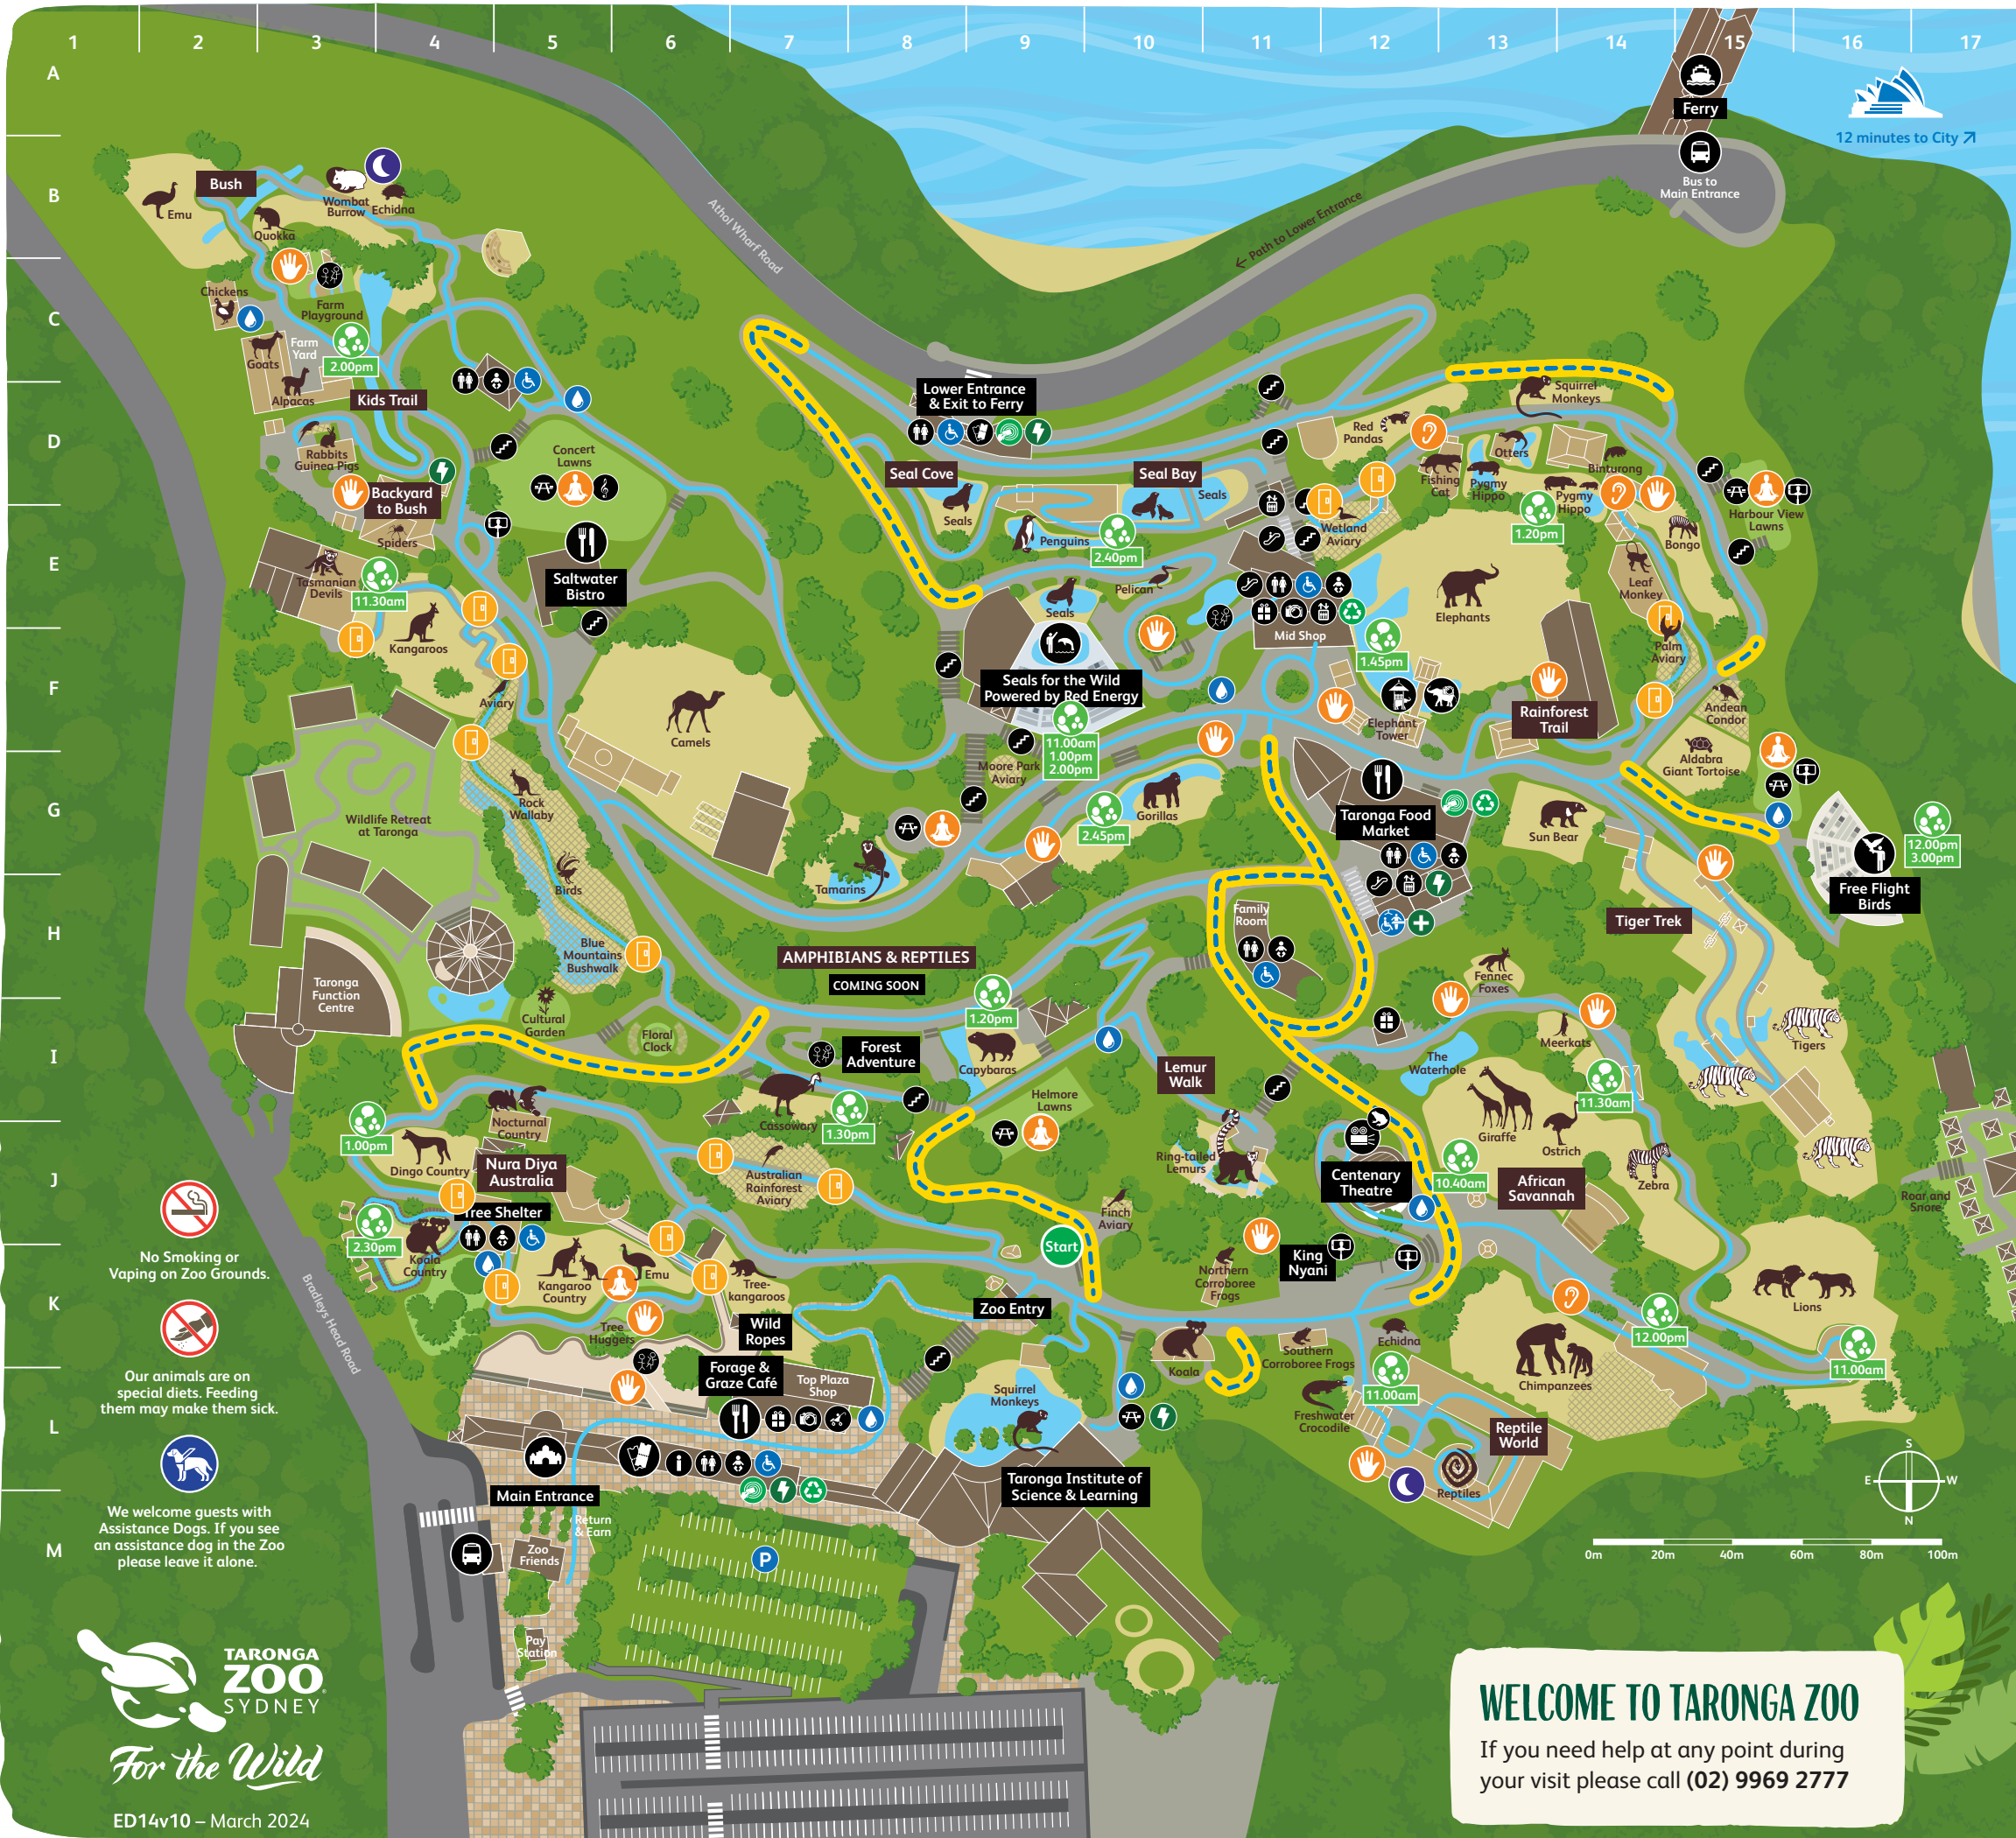 1 2 3 4 5 6 7 8 9 10 11 12 13 14 15 16 17
A
Ferry
12 minutes to City
Bus to
Main Entrance
B
Bush
Emu
Wombat
Burrow
Echidna
Quokka
Athol Wharf Road
Path to Lower Entrance
C
Chickens
Farm
Playground
Farm
Yard
Goats
2.00pm
Alpacas
Kids Trail
Lower Entrance
& Exit to Ferry
Squirrel
Monkeys
D
Rabbits
Guinea Pigs
Backyard
to Bush
Concert
Lawns
Seal Cove
Seals
Seal Bay
Seals
Red
Pandas
Fishing
Cat
Otters
Pygmy
Hippo
Binturong
Pygmy
Hippo
1.20pm
Harbour View
Lawns
Bongo
E
Spiders
Tasmanian
Devils
11.30am
Saltwater
Bistro
Penguins
2.40pm
Pelican
Seals
Wetland
Aviary
Elephants
Leaf
Monkey
Palm
Aviary
Mid Shop
1.45pm
F
Kangaroos
Aviary
Camels
Seals for the Wild
Powered by Red Energy
11.00am
1.00pm
2.00pm
Moore Park
Aviary
Elephant
Tower
Rainforest
Trail
Andean
Condor
Aldabra
Giant Tortoise
G
Rock
Wallaby
Wildlife Retreat
at Taronga
Gorillas
2.45pm
Taronga Food
Market
Sun Bear
12.00pm
3.00pm
Free Flight
Birds
Birds
Tamarins
H
Blue
Mountains
Bushwalk
AMPHIBIANS & REPTILES
COMING SOON
Family
Room
Tiger Trek
Fennec
Foxes
Taronga
Function
Centre
Cultural
Garden
1.20pm
I
Floral
Clock
Forest
Adventure
Capybaras
Lemur
Walk
The
Waterhole
Meerkats
Tigers
11.30am
Helmore
Lawns
Nocturnal
Country
Cassowary
1.30pm
1.00pm
Giraffe
Ostrich
J
Dingo Country
Nura Diya
Australia
Australian
Rainforest
Aviary
Ring-tailed
Lemurs
Centenary
Theatre
10.40am
African
Savannah
Zebra
Roar and
Snore
Tree Shelter
2.30pm
Finch
Aviary
Start
King
Nyani
Koala
Country
K
Kangaroo
Country
Emu
Tree-
kangaroos
Northern
Corroboree
Frogs
Lions
Zoo Entry
Tree
Huggers
Wild
Ropes
Bradleys Head Road
Koala
Southern
Corroboree Frogs
Echidna
11.00am
Chimpanzees
12.00pm
11.00am
Forage &
Graze Café
Top Plaza
Shop
Squirrel
Monkeys
L
Freshwater
Crocodile
Reptile
World
Reptiles
Main Entrance
Taronga Institute of
Science & Learning
S
E W
N
Return
& Earn
M
Zoo
Friends
P
0m 20m 40m 60m 80m 100m
Pay
Station
No Smoking or
Vaping on Zoo Grounds.
Our animals are on
special diets. Feeding
them may make them sick.
We welcome guests with
Assistance Dogs. If you see
an assistance dog in the Zoo
please leave it alone.
TARONGA
ZOO
SYDNEY
For the Wild
ED14v10 – March 2024
WELCOME TO TARONGA ZOO
If you need help at any point during
your visit please call (02) 9969 2777